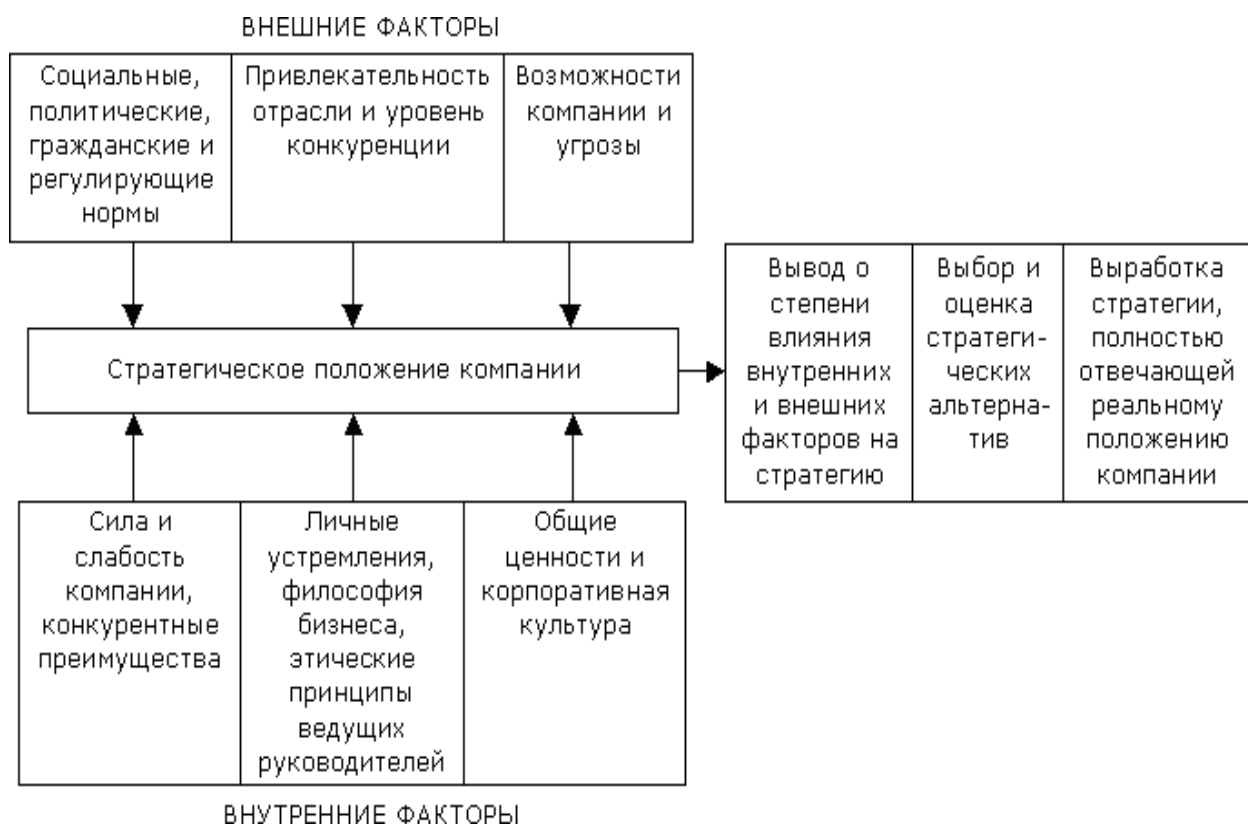 ВНЕШНИЕ ФАКТОРЫ
Социальные,
политические,
гражданские и
регулирующие
нормы
Привлекательность
отрасли и уровень
конкуренции
Возможности
компании и
угрозы
Стратегическое положение компании
Вывод о
степени
влияния
внутренних
и внешних
факторов на
стратегию
Выбор и
оценка
стратеги-
ческих
альтерна-
тив
Выработка
стратегии,
полностью
отвечающей
реальному
положению
компании
Сила и
слабость
компании,
конкурентные
преимущества
Личные
устремления,
философия
бизнеса,
этические
принципы
ведущих
руководителей
Общие
ценности и
корпоративная
культура
ВНУТРЕННИЕ ФАКТОРЫ